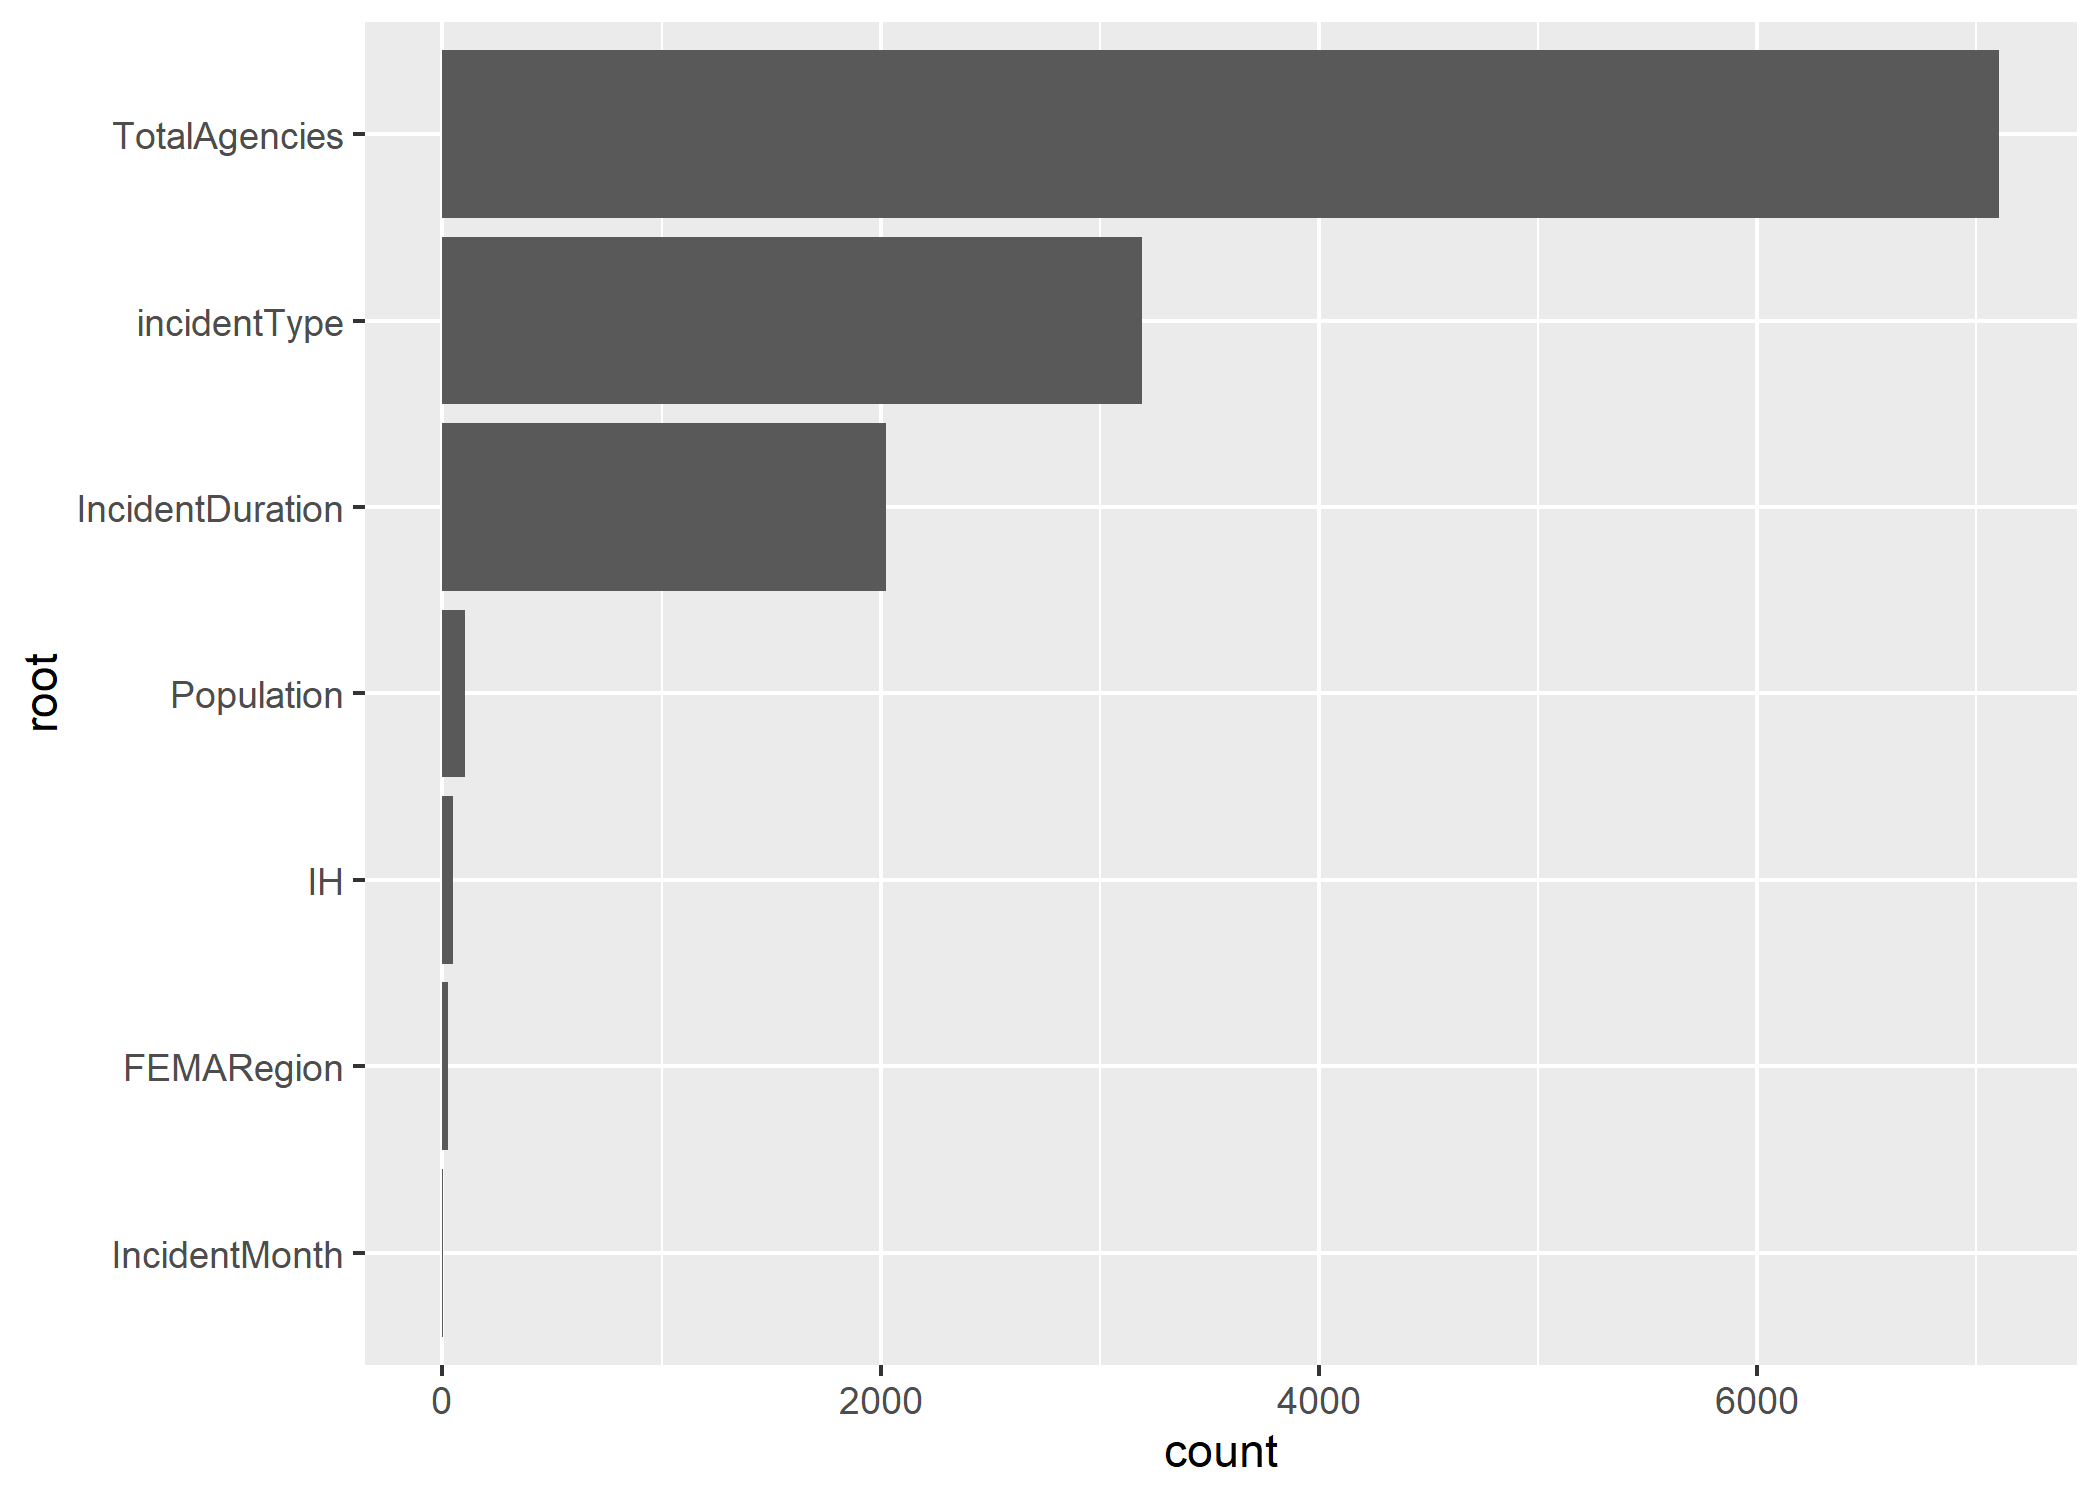 TotalAgencies
incidentType
IncidentDuration
Population
IH
FEMARegion
IncidentMonth
root
0 2000 4000 6000
count